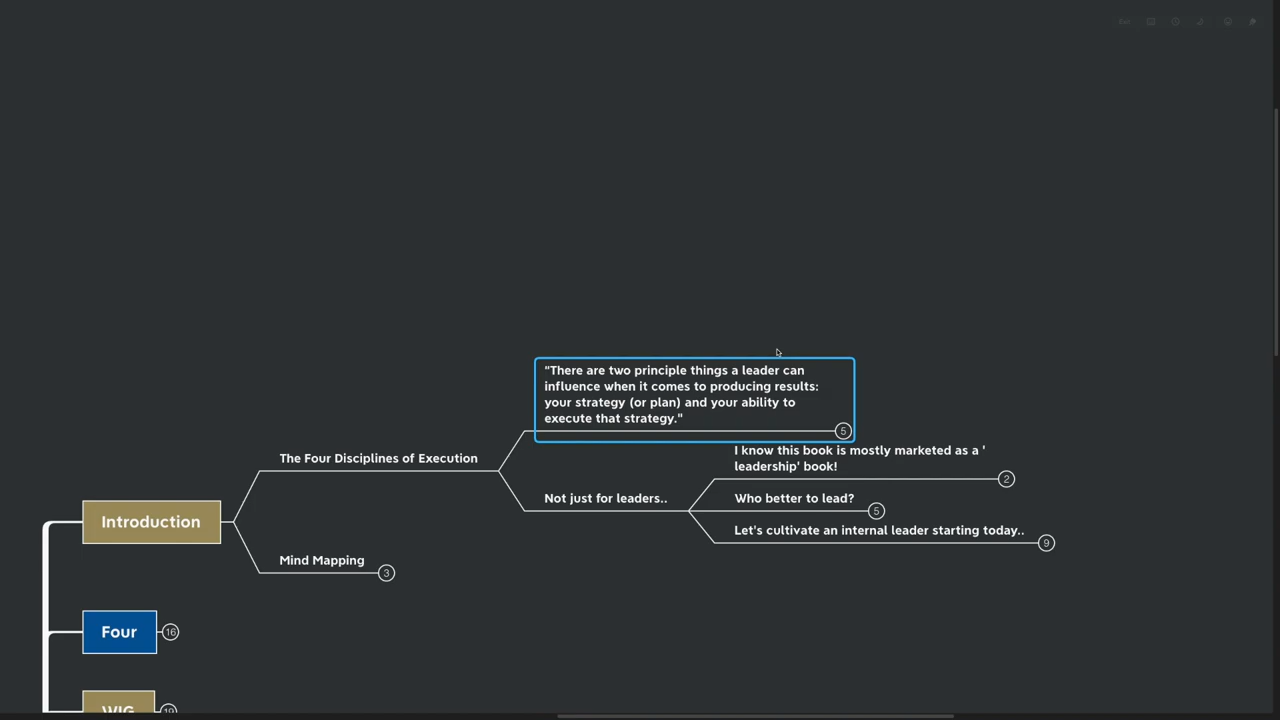 "There are two principle things a leader can
influence when it comes to producing results:
your strategy (or plan) and your ability to
execute that strategy."
5
I know this book is mostly marketed as a '
leadership' book!
The Four Disciplines of Execution
Not just for leaders..
Who better to lead?
5
Let's cultivate an internal leader starting today..
9
2
Introduction
Mind Mapping
3
Four
16
WIG
19